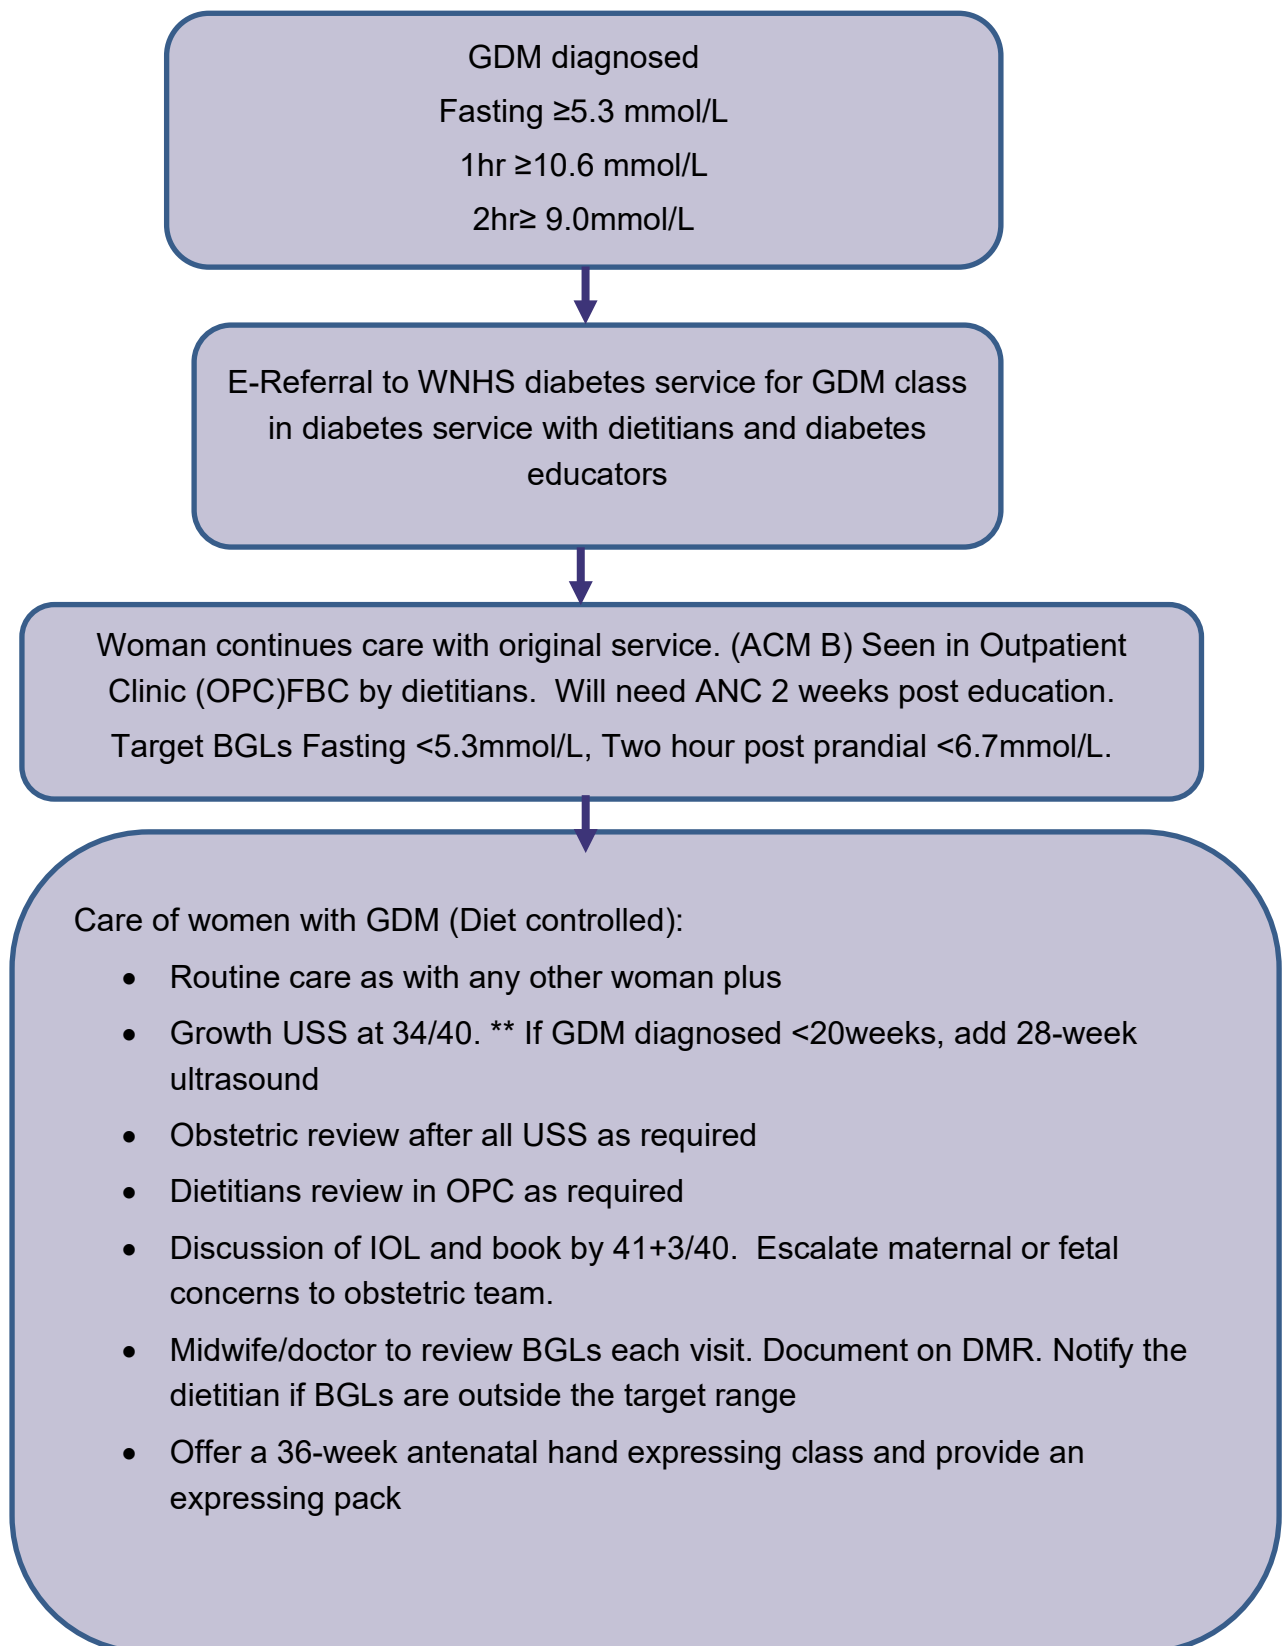 GDM diagnosed
Fasting ≥5.3 mmol/L
1hr ≥10.6 mmol/L
2hr≥ 9.0mmol/L
E-Referral to WNHS diabetes service for GDM class
in diabetes service with dietitians and diabetes
educators
Woman continues care with original service. (ACM B) Seen in Outpatient
Clinic (OPC)FBC by dietitians.  Will need ANC 2 weeks post education.
Target BGLs Fasting <5.3mmol/L, Two hour post prandial <6.7mmol/L.
Care of women with GDM (Diet controlled):
• Routine care as with any other woman plus
• Growth USS at 34/40. ** If GDM diagnosed <20weeks, add 28-week
ultrasound
• Obstetric review after all USS as required
• Dietitians review in OPC as required
• Discussion of IOL and book by 41+3/40.  Escalate maternal or fetal
concerns to obstetric team.
• Midwife/doctor to review BGLs each visit. Document on DMR. Notify the
dietitian if BGLs are outside the target range
• Offer a 36-week antenatal hand expressing class and provide an
expressing pack